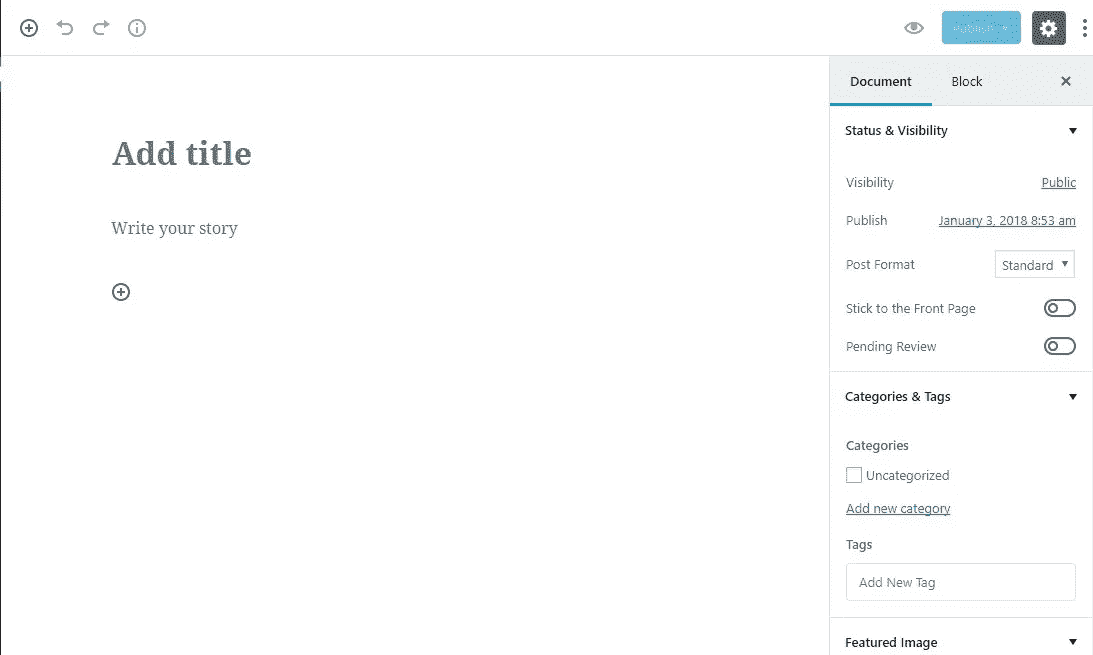 Publish
Document Block
Add title
Write your story
Status & Visibility
Visibility Public
Publish January 3, 2018 8:53 am
Post Format Standard
Stick to the Front Page
Pending Review
Categories & Tags
Categories
Uncategorized
Add new category
Tags
Add New Tag
Featured Image